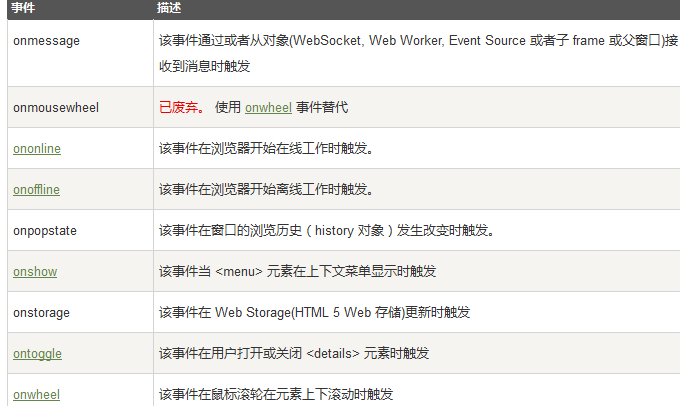 事件 描述
onmessage 该事件通过或者从对象(WebSocket, Web Worker, Event Source 或者子 frame 或父窗口)接
收到消息时触发
onmousewheel 已废弃。 使用 onwheel 事件替代
ononline 该事件在浏览器开始在线工作时触发。
onoffline 该事件在浏览器开始离线工作时触发。
onpopstate 该事件在窗口的浏览历史（history 对象）发生改变时触发。
onshow 该事件当 <menu> 元素在上下文菜单显示时触发
onstorage 该事件在 Web Storage(HTML 5 Web 存储)更新时触发
ontoggle 该事件在用户打开或关闭 <details> 元素时触发
onwheel 该事件在鼠标滚轮在元素上下滚动时触发